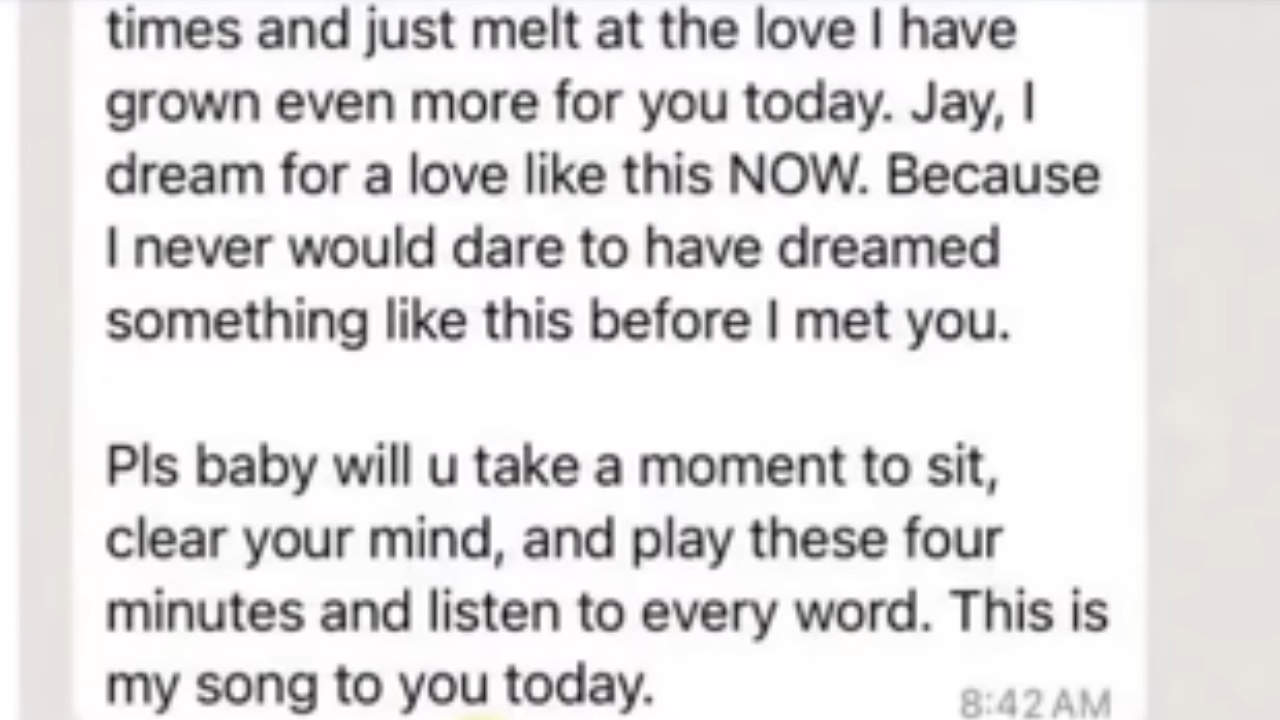 times and just melt at the love I have
grown even more for you today. Jay, I
dream for a love like this NOW. Because
I never would dare to have dreamed
something like this before I met you.
Pls baby will u take a moment to sit,
clear your mind, and play these four
minutes and listen to every word. This is
my song to you today.
8:42 AM